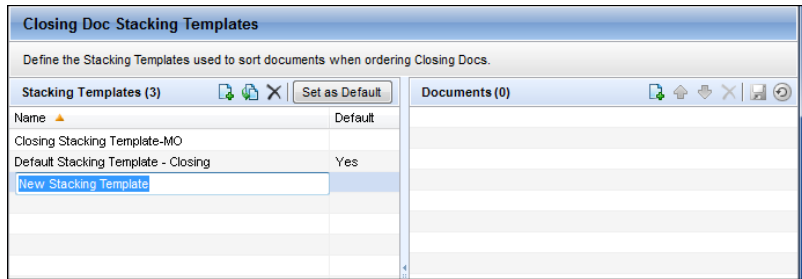 Closing Doc Stacking Templates
Define the Stacking Templates used to sort documents when ordering Closing Docs.
Stacking Templates (3) Set as Default Documents (0)
Name Default
Closing Stacking Template-MO
Default Stacking Template - Closing Yes
New Stacking Template